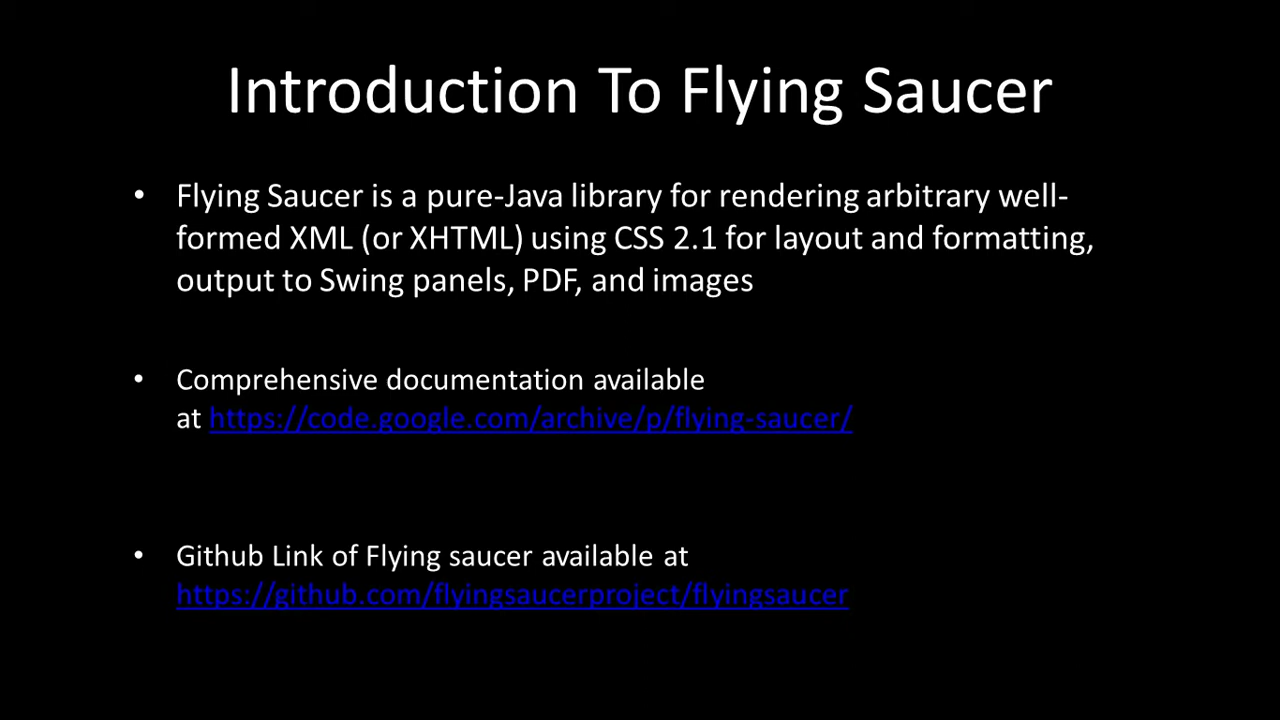 Introduction To Flying Saucer
• Flying Saucer is a pure-Java library for rendering arbitrary well-
formed XML (or XHTML) using CSS 2.1 for layout and formatting,
output to Swing panels, PDF, and images
• Comprehensive documentation available
at https://code.google.com/archive/p/flying-saucer/
• Github Link of Flying saucer available at
https://github.com/flyingsaucerproject/flyingsaucer